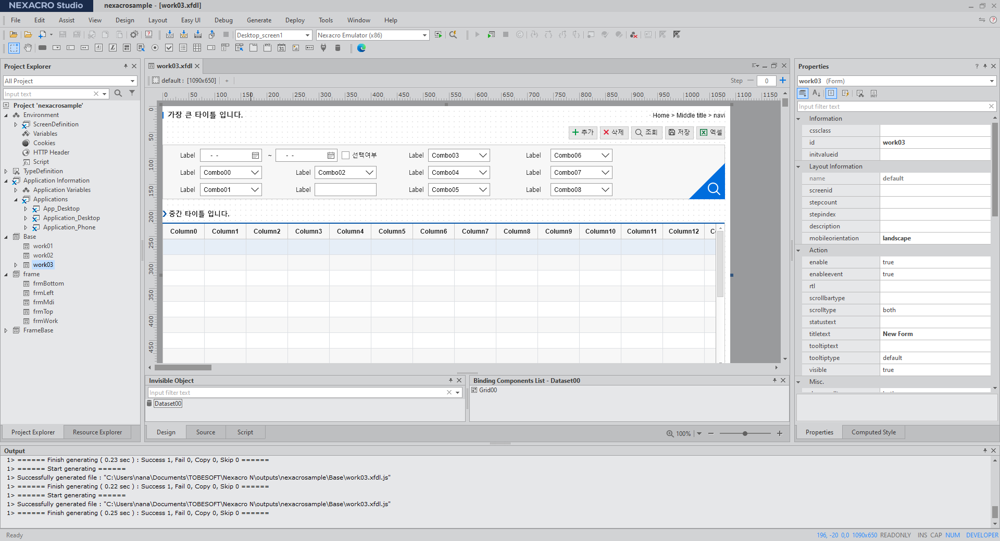 NEXACRO Studio
nexacrosample - [work03.xfdl]
File Edit Assist View Design Layout Easy UI Debug Generate Deploy Tools Window Help
Desktop_screen1
Nexacro Emulator (x86)
Project Explorer
All Project
Input text
Project 'nexacrosample'
Environment
ScreenDefinition
Variables
Cookies
HTTP Header
Script
TypeDefinition
Application Information
Application Variables
Applications
App_Desktop
Application_Desktop
Application_Phone
Base
work01
work02
work03
frame
frmBottom
frmLeft
frmMdi
frmTop
frmWork
FrameBase
Project Explorer
Resource Explorer
work03.xfdl
default : [1090x650] +
Step 0
0 50 100 150 200 250 300 350 400 450 500 550 600 650 700 750 800 850 900 950 1000 1050 1100 1150
0
50
100
150
200
250
300
350
400
450
가장 큰 타이틀 입니다.
Home > Middle title > navi
추가 삭제 조회 저장 엑셀
Label - - ~ - - 선택여부 Label Combo03 Label Combo06
Label Combo00 Label Combo02 Label Combo04 Label Combo07
Label Combo01 Label Label Combo05 Label Combo08
중간 타이틀 입니다.
Column0 Column1 Column2 Column3 Column4 Column5 Column6 Column7 Column8 Column9 Column10 Column11 Column12 C
Invisible Object
Input filter text
Dataset00
Binding Components List - Dataset00
Grid00
Design Source Script
100%
Properties
work03 (Form)
Input filter text
Information
cssclass
id work03
initvalueid
Layout Information
name default
screenid
stepcount
stepindex
description
mobileorientation landscape
Action
enable true
enableevent true
rtl
scrollbartype
scrolltype both
statustext
titletext New Form
tooltiptext
tooltiptype default
visible true
Misc.
Properties Computed Style
Output
1> ====== Finish generating ( 0.23 sec ) : Success 1, Fail 0, Copy 0, Skip 0 ======
1> ====== Start generating ======
1> Successfully generated file : "C:\Users\nana\Documents\TOBESOFT\Nexacro N\outputs\nexacrosample\Base\work03.xfdl.js"
1> ====== Finish generating ( 0.22 sec ) : Success 1, Fail 0, Copy 0, Skip 0 ======
1> ====== Start generating ======
1> Successfully generated file : "C:\Users\nana\Documents\TOBESOFT\Nexacro N\outputs\nexacrosample\Base\work03.xfdl.js"
1> ====== Finish generating ( 0.25 sec ) : Success 1, Fail 0, Copy 0, Skip 0 ======
Ready
196, -20 0,0 1090x650 READONLY INS CAP NUM DEVELOPER